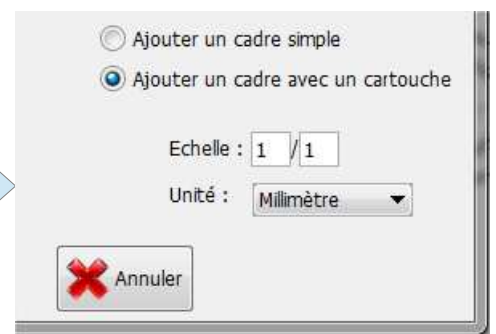 Ajouter un cadre simple
Ajouter un cadre avec un cartouche
Echelle : 1 / 1
Unité : Millimètre
Annuler